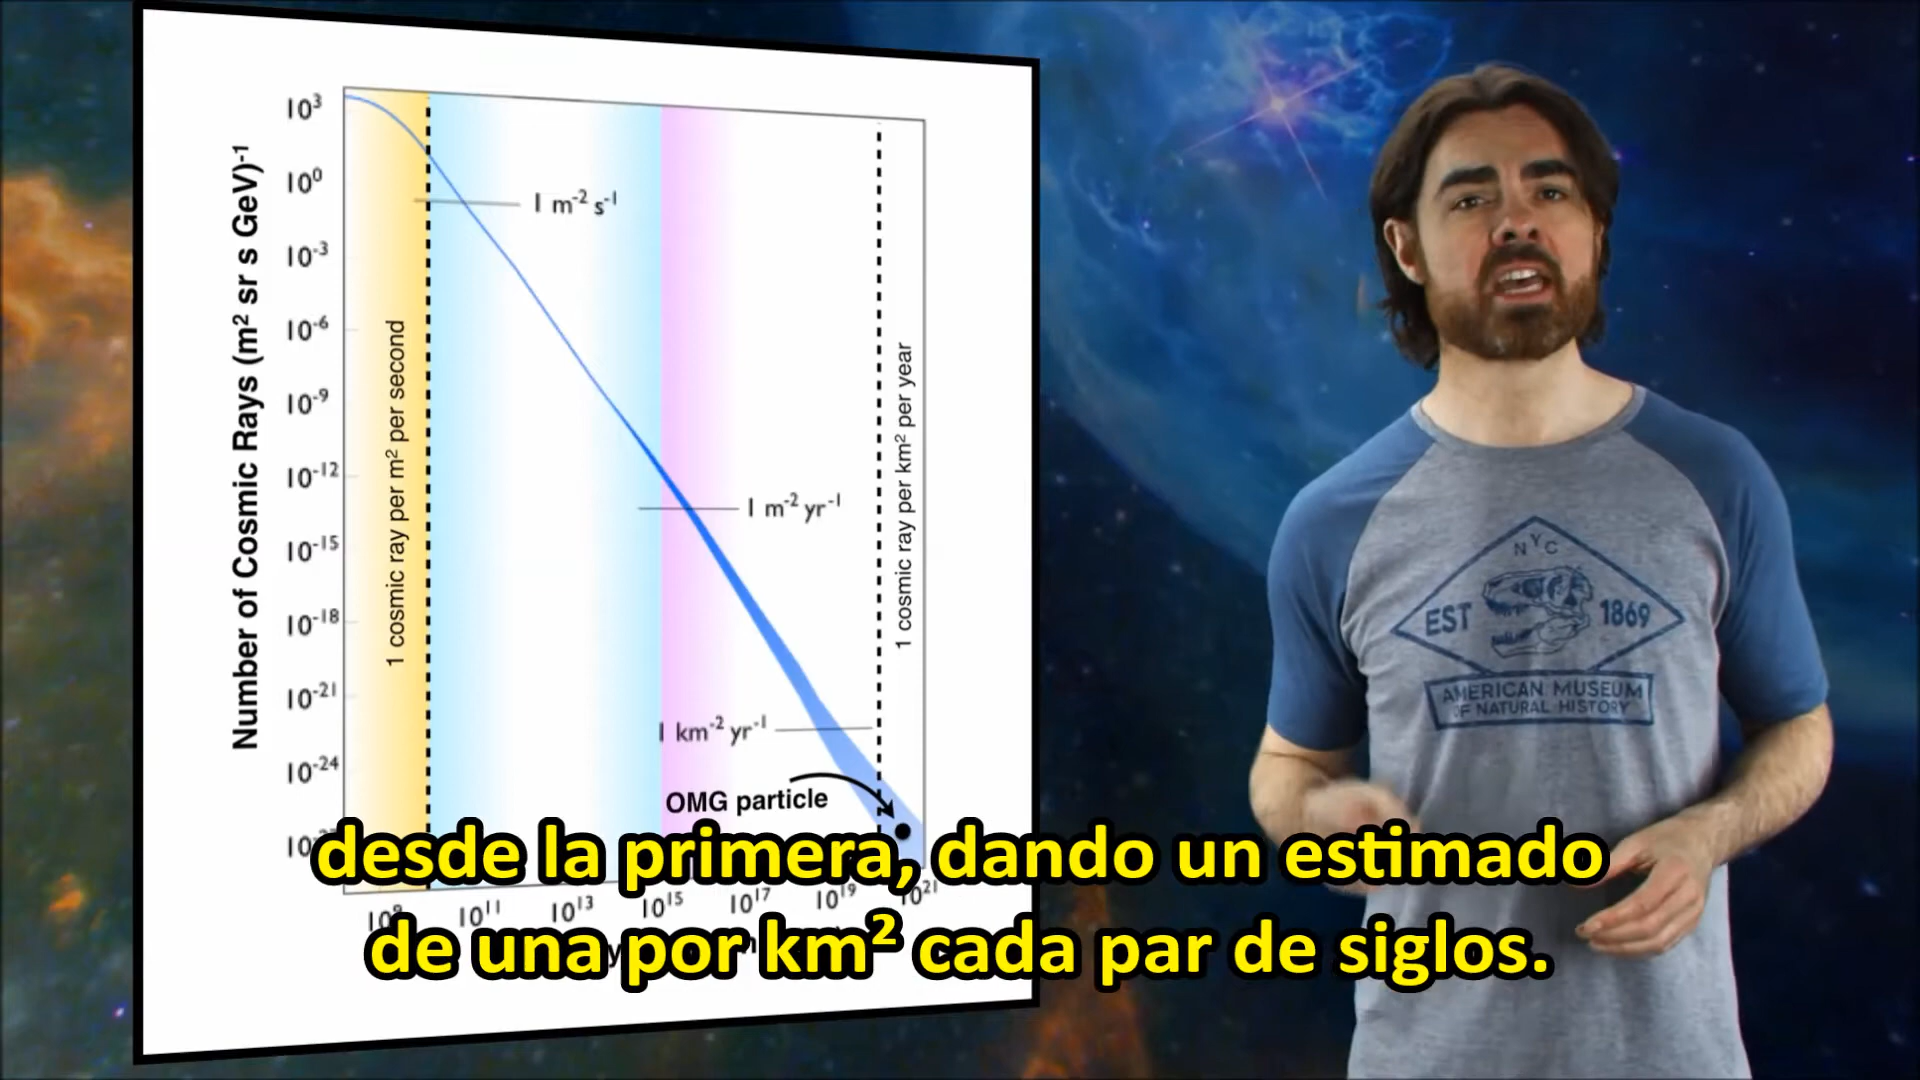 Number of Cosmic Rays (m² sr s GeV)⁻¹
10³
10⁰
10⁻³
10⁻⁶
10⁻⁹
10⁻¹²
10⁻¹⁵
10⁻¹⁸
10⁻²¹
10⁻²⁴
1 cosmic ray per m² per second
1 m⁻² s⁻¹
1 m⁻² yr⁻¹
1 km⁻² yr⁻¹
1 cosmic ray per km² per year
OMG particle
10¹¹
10¹³
10¹⁵
10¹⁷
10¹⁹
10²¹
NYC
EST 1869
AMERICAN MUSEUM
OF NATURAL HISTORY
desde la primera, dando un estimado
de una por km² cada par de siglos.